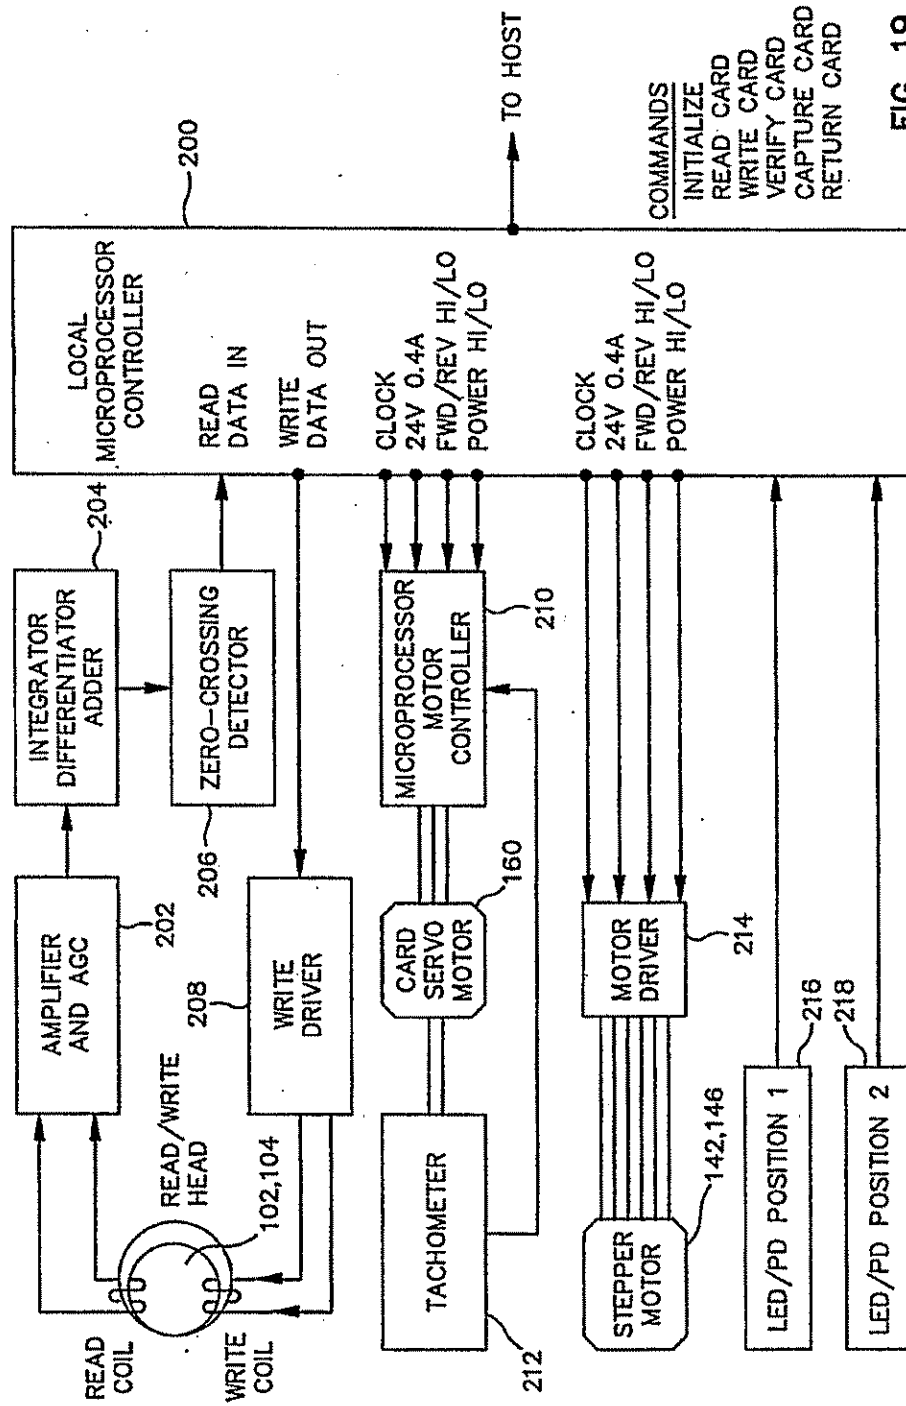 READ
COIL
WRITE
COIL
READ/WRITE
HEAD
102,104
AMPLIFIER
AND AGC
202
INTEGRATOR
DIFFERENTIATOR
ADDER
204
ZERO-CROSSING
DETECTOR
206
208
WRITE
DRIVER
LOCAL
MICROPROCESSOR
CONTROLLER
200
READ
DATA IN
WRITE
DATA OUT
TACHOMETER
212
CARD
SERVO
MOTOR
160
MICROPROCESSOR
MOTOR
CONTROLLER
210
CLOCK
24V 0.4A
FWD/REV HI/LO
POWER HI/LO
TO HOST
STEPPER
MOTOR
142,146
MOTOR
DRIVER
214
CLOCK
24V 0.4A
FWD/REV HI/LO
POWER HI/LO
COMMANDS
INITIALIZE
READ CARD
WRITE CARD
VERIFY CARD
CAPTURE CARD
RETURN CARD
LED/PD POSITION 1
216
LED/PD POSITION 2
218
FIG. 19